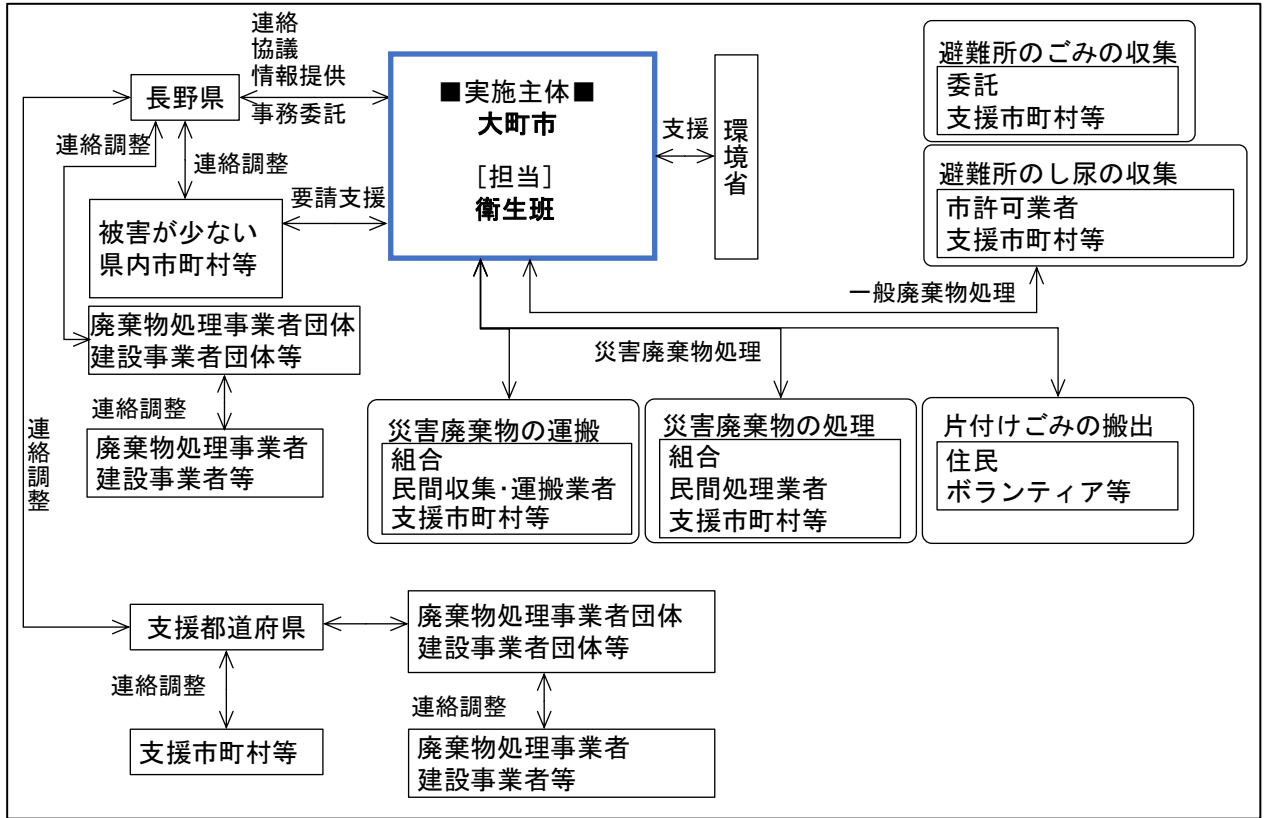 連絡
協議
情報提供
事務委託
長野県
■実施主体■
大町市
[担当]
衛生班
支援
環境省
避難所のごみの収集
委託
支援市町村等
避難所のし尿の収集
市許可業者
支援市町村等
連絡調整
連絡調整
要請支援
被害が少ない
県内市町村等
一般廃棄物処理
廃棄物処理事業者団体
建設事業者団体等
災害廃棄物処理
連絡調整
廃棄物処理事業者
建設事業者等
連絡調整
災害廃棄物の運搬
組合
民間収集・運搬業者
支援市町村等
災害廃棄物の処理
組合
民間処理業者
支援市町村等
片付けごみの搬出
住民
ボランティア等
支援都道府県
廃棄物処理事業者団体
建設事業者団体等
連絡調整
連絡調整
支援市町村等
廃棄物処理事業者
建設事業者等